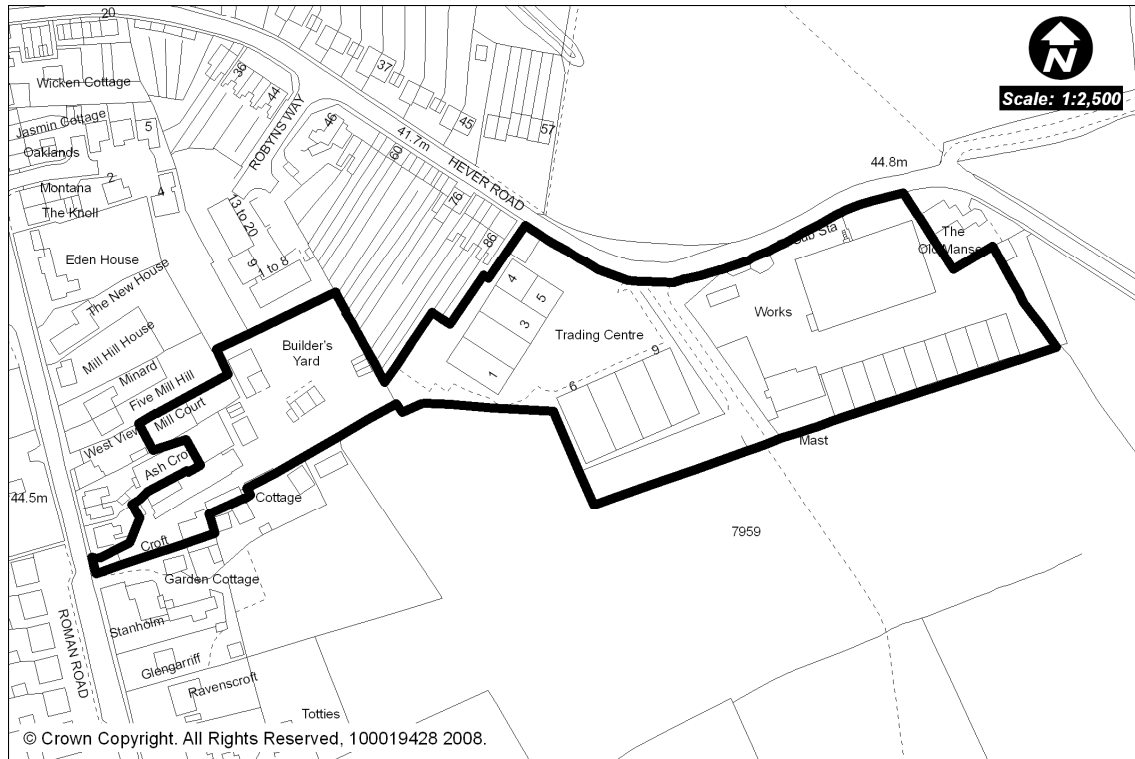 20
N
Scale: 1:2,500
Wicken Cottage
36
37
44
Jasmin Cottage
5
46
45
57
Oaklands
ROBYNS WAY
41.7m
HEVER ROAD
60
44.8m
Montana
2
4
The Knoll
13 to 20
76
86
9
1 to 8
Sub Sta
The
Old Manse
Eden House
The New House
4
5
Works
Mill Hill House
Builder's
Yard
3
Trading Centre
Minard
1
9
6
Five Mill Hill
Mill Court
West View
Ash Cro
Mast
44.5m
Cottage
7959
Croft
Garden Cottage
Stanholm
ROMAN ROAD
Glengarriff
Ravenscroft
Totties
© Crown Copyright. All Rights Reserved, 100019428 2008.